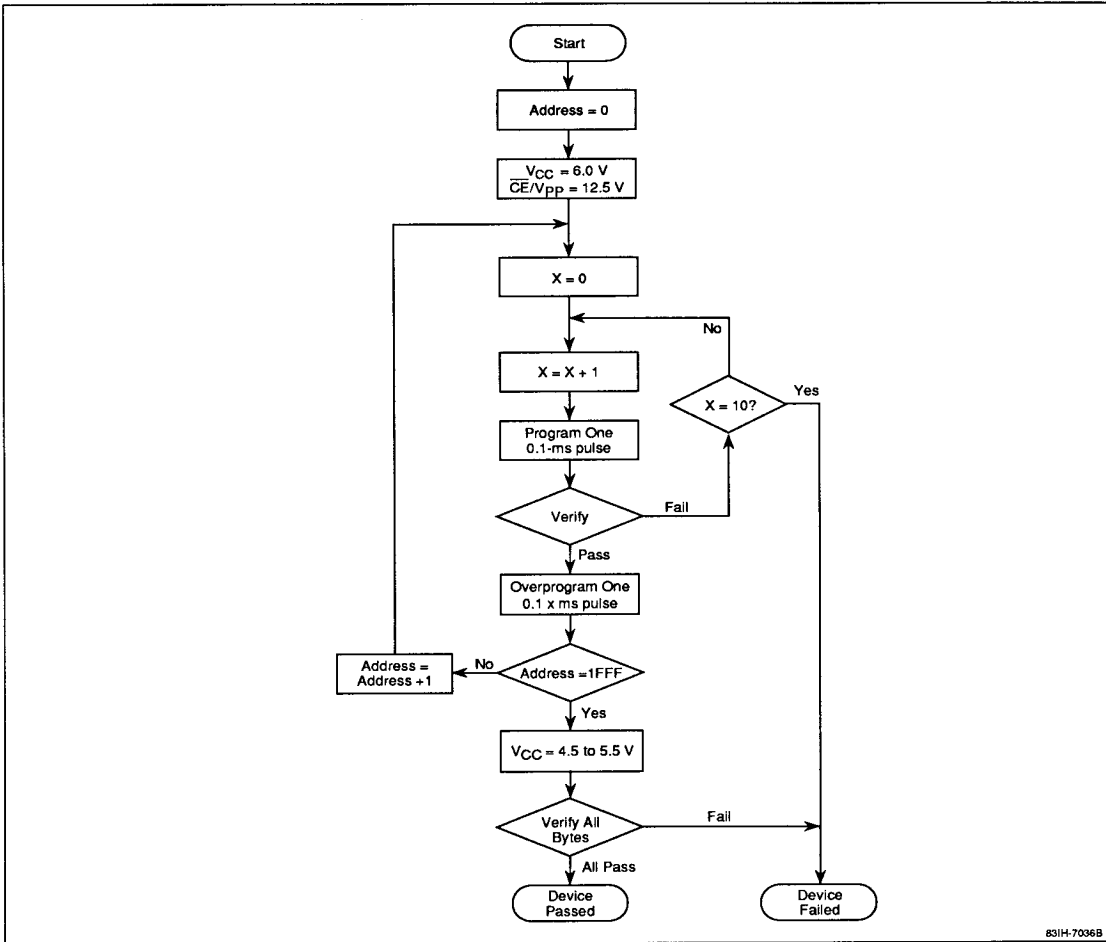 Start
Address = 0
VCC = 6.0 V
CE/VPP = 12.5 V
X = 0
No
X = X + 1
X = 10?
Yes
Program One
0.1-ms pulse
Verify
Fail
Pass
Overprogram One
0.1 x ms pulse
Address =
Address +1
No
Address =1FFF
Yes
VCC = 4.5 to 5.5 V
Verify All
Bytes
Fail
All Pass
Device
Passed
Device
Failed
83IH-7036B